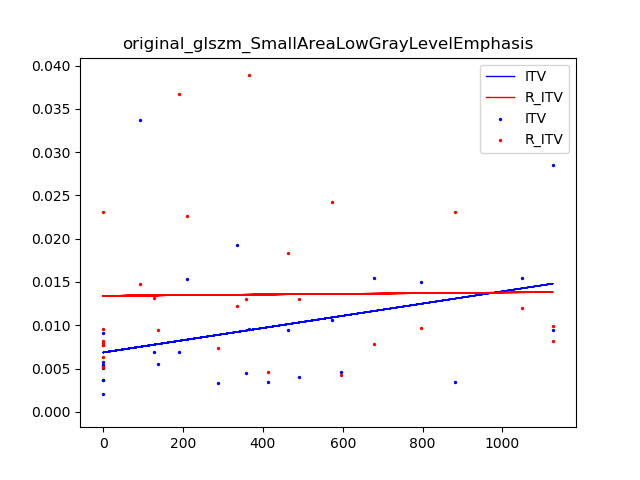 original_glszm_SmallAreaLowGrayLevelEmphasis
0.040
0.035
0.030
0.025
0.020
0.015
0.010
0.005
0.000
ITV
R_ITV
ITV
R_ITV
0 200 400 600 800 1000